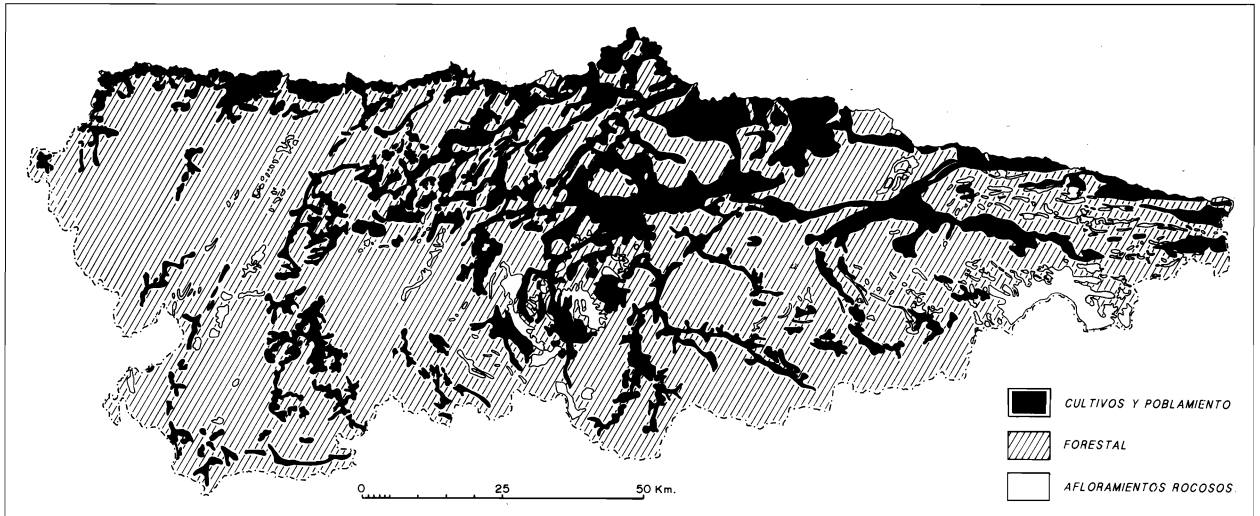 CULTIVOS Y POBLAMIENTO
FORESTAL
AFLORAMIENTOS ROCOSOS.
0 25 50 Km.